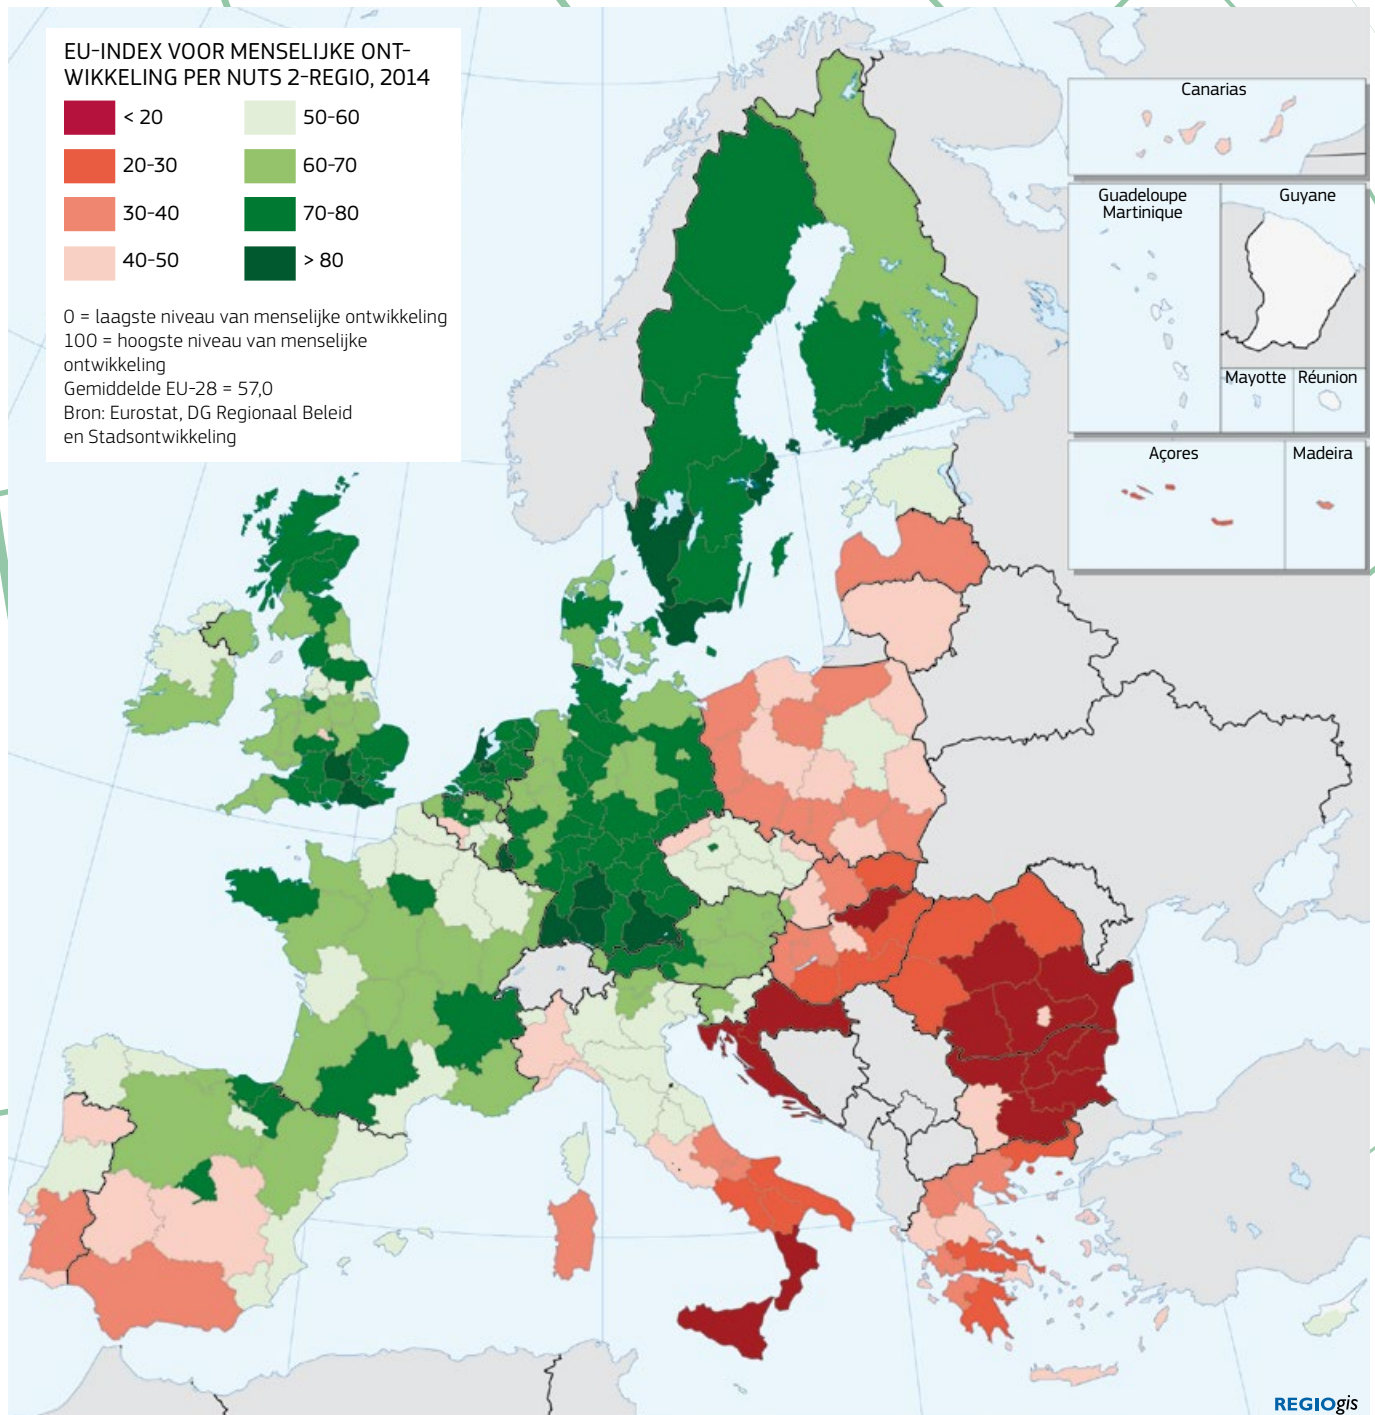 EU-INDEX VOOR MENSELIJKE ONT-
WIKKELING PER NUTS 2-REGIO, 2014
< 20
20-30
30-40
40-50
50-60
60-70
70-80
> 80
0 = laagste niveau van menselijke ontwikkeling
100 = hoogste niveau van menselijke
ontwikkeling
Gemiddelde EU-28 = 57,0
Bron: Eurostat, DG Regionaal Beleid
en Stadsontwikkeling
Canarias
Guadeloupe
Martinique
Guyane
Mayotte
Réunion
Açores
Madeira
REGIOgis